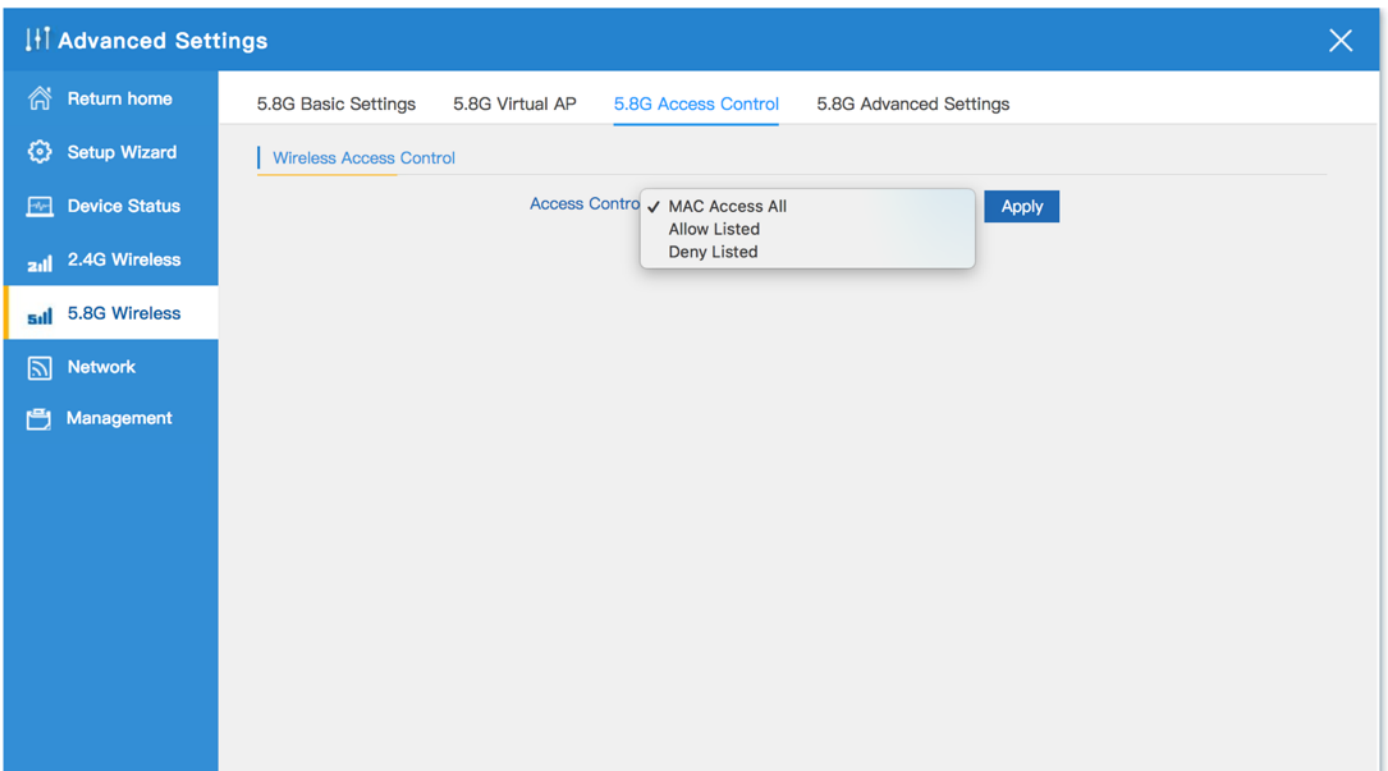 Advanced Settings
Return home
Setup Wizard
Device Status
2.4G Wireless
5.8G Wireless
Network
Management
5.8G Basic Settings 5.8G Virtual AP 5.8G Access Control 5.8G Advanced Settings
Wireless Access Control
Access Contro
✓ MAC Access All
Allow Listed
Deny Listed
Apply